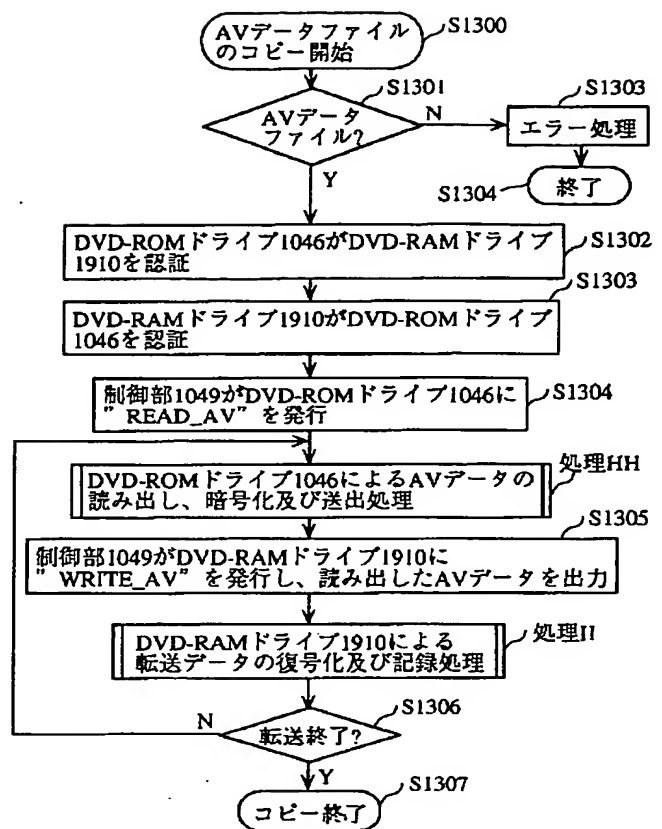 AVデータファイル
のコピー開始
S1300
S1301
AVデータ
ファイル?
N
S1303
エラー処理
Y
S1304
終了
DVD-ROMドライブ1046がDVD-RAMドライブ
1910を認証
S1302
S1303
DVD-RAMドライブ1910がDVD-ROMドライブ
1046を認証
制御部1049がDVD-ROMドライブ1046に
"READ_AV"を発行
S1304
DVD-ROMドライブ1046によるAVデータの
読み出し、暗号化及び送出処理
処理HH
S1305
制御部1049がDVD-RAMドライブ1910に
"WRITE_AV"を発行し、読み出したAVデータを出力
DVD-RAMドライブ1910による
転送データの復号化及び記録処理
処理II
S1306
N
転送終了?
Y
S1307
コピー終了